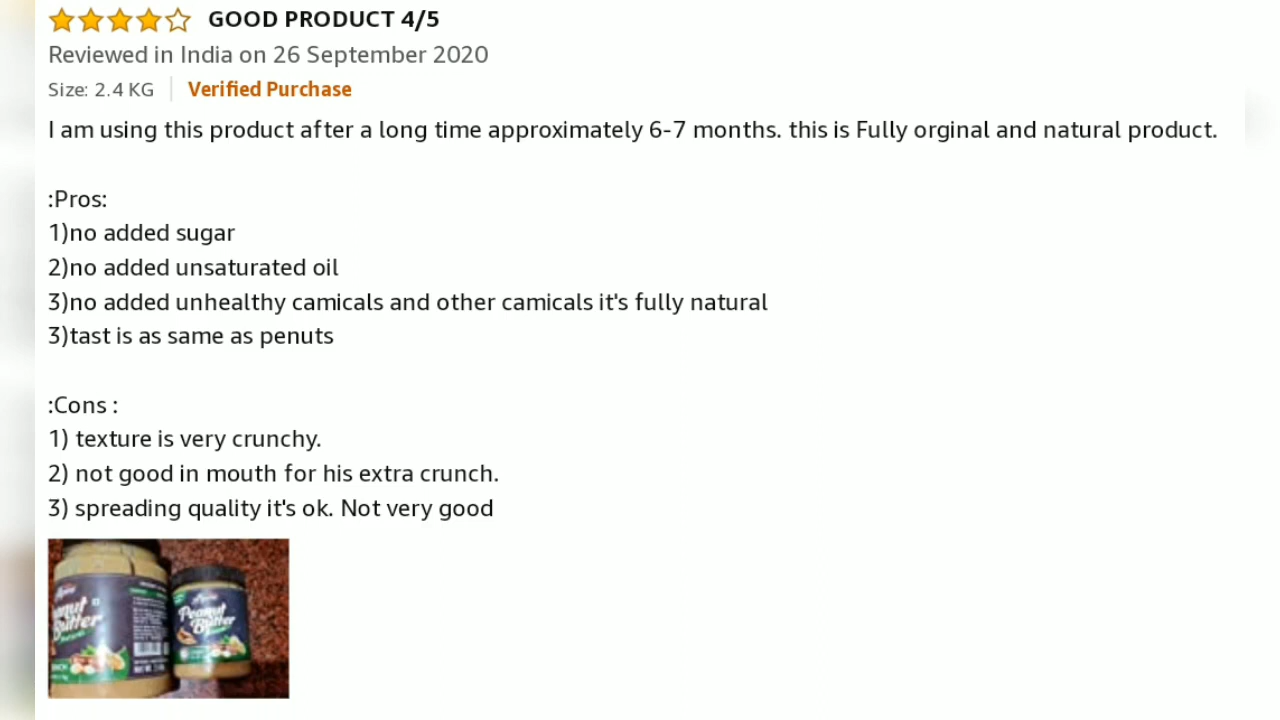 GOOD PRODUCT 4/5
Reviewed in India on 26 September 2020
Size: 2.4 KG Verified Purchase
I am using this product after a long time approximately 6-7 months. this is Fully orginal and natural product.
:Pros:
1)no added sugar
2)no added unsaturated oil
3)no added unhealthy camicals and other camicals it's fully natural
3)tast is as same as penuts
:Cons :
1) texture is very crunchy.
2) not good in mouth for his extra crunch.
3) spreading quality it's ok. Not very good
Peanut
Butter